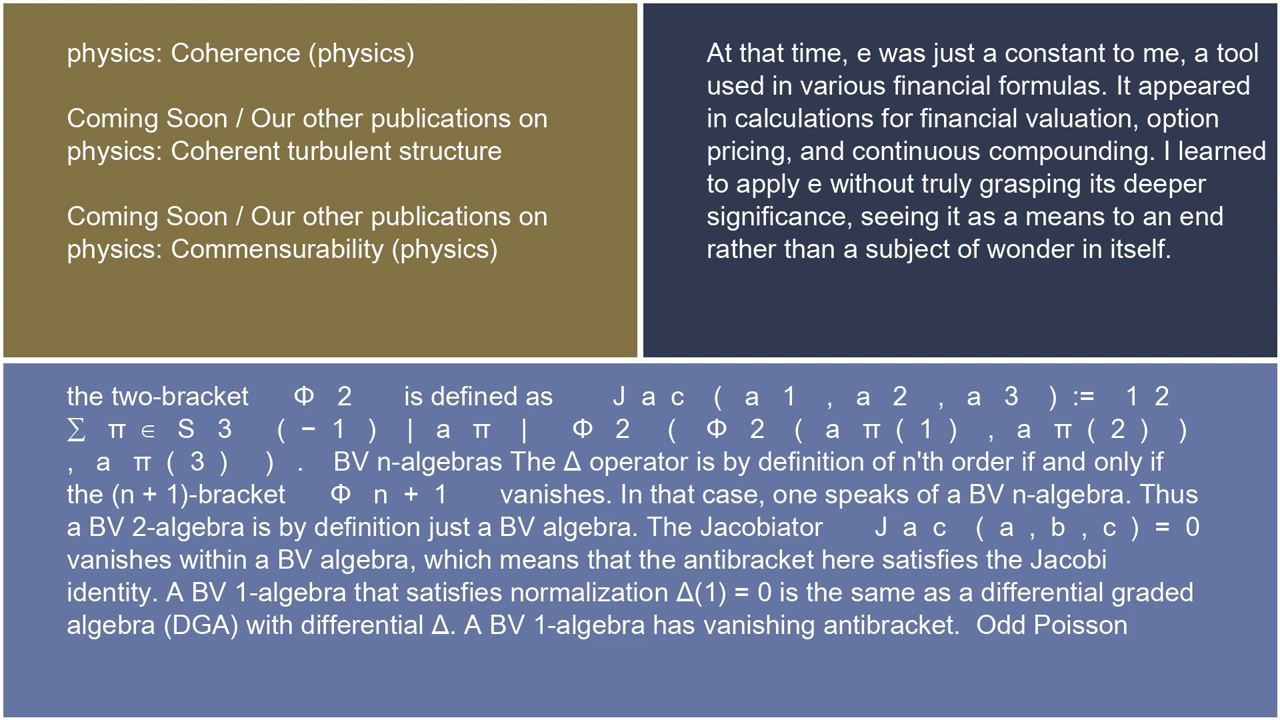 physics: Coherence (physics)
Coming Soon / Our other publications on
physics: Coherent turbulent structure
Coming Soon / Our other publications on
physics: Commensurability (physics)
At that time, e was just a constant to me, a tool
used in various financial formulas. It appeared
in calculations for financial valuation, option
pricing, and continuous compounding. I learned
to apply e without truly grasping its deeper
significance, seeing it as a means to an end
rather than a subject of wonder in itself.
the two-bracket Φ 2 is defined as J a c ( a 1 , a 2 , a 3 ) := 1 2
∑ π ∈ S 3 ( − 1 ) | a π | Φ 2 ( Φ 2 ( a π ( 1 ) , a π ( 2 ) )
, a π ( 3 ) ) . BV n-algebras The Δ operator is by definition of n'th order if and only if
the (n + 1)-bracket Φ n + 1 vanishes. In that case, one speaks of a BV n-algebra. Thus
a BV 2-algebra is by definition just a BV algebra. The Jacobiator J a c ( a , b , c ) = 0
vanishes within a BV algebra, which means that the antibracket here satisfies the Jacobi
identity. A BV 1-algebra that satisfies normalization Δ(1) = 0 is the same as a differential graded
algebra (DGA) with differential Δ. A BV 1-algebra has vanishing antibracket. Odd Poisson